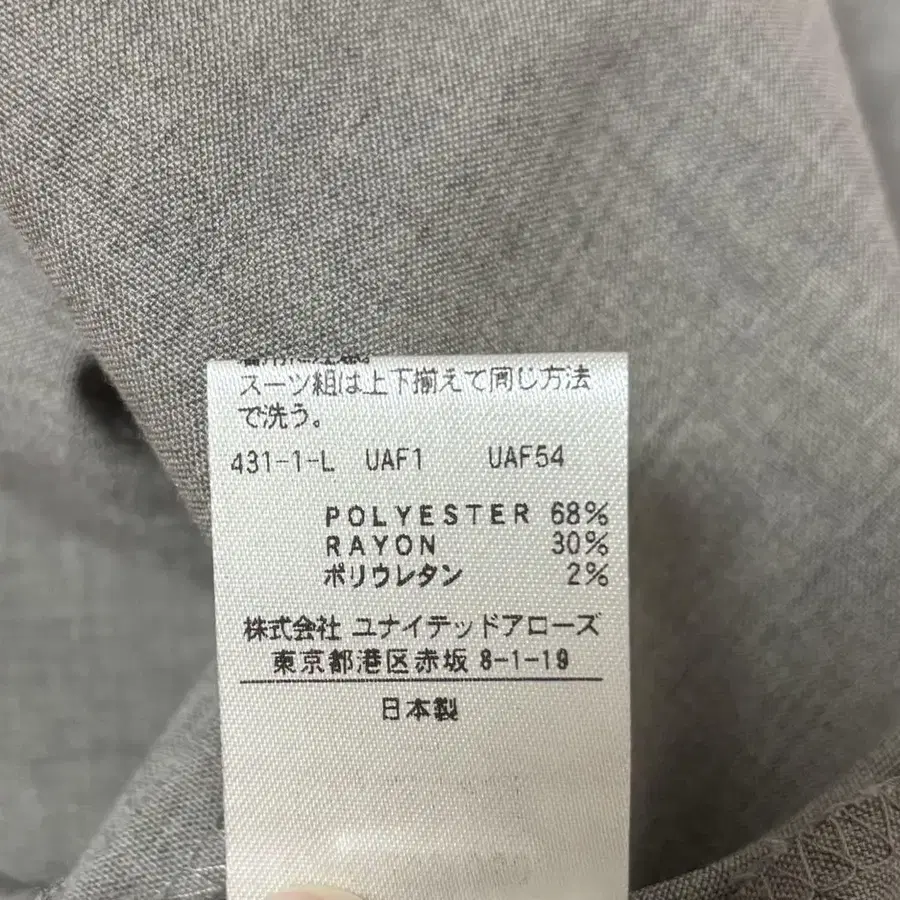 スーツ組は上下揃えて同じ方法
で洗う。
431-1-L UAF1 UAF54
POLYESTER 68%
RAYON 30%
ポリウレタン 2%
株式会社 ユナイテッドアローズ
東京都港区赤坂 8-1-19
日本製